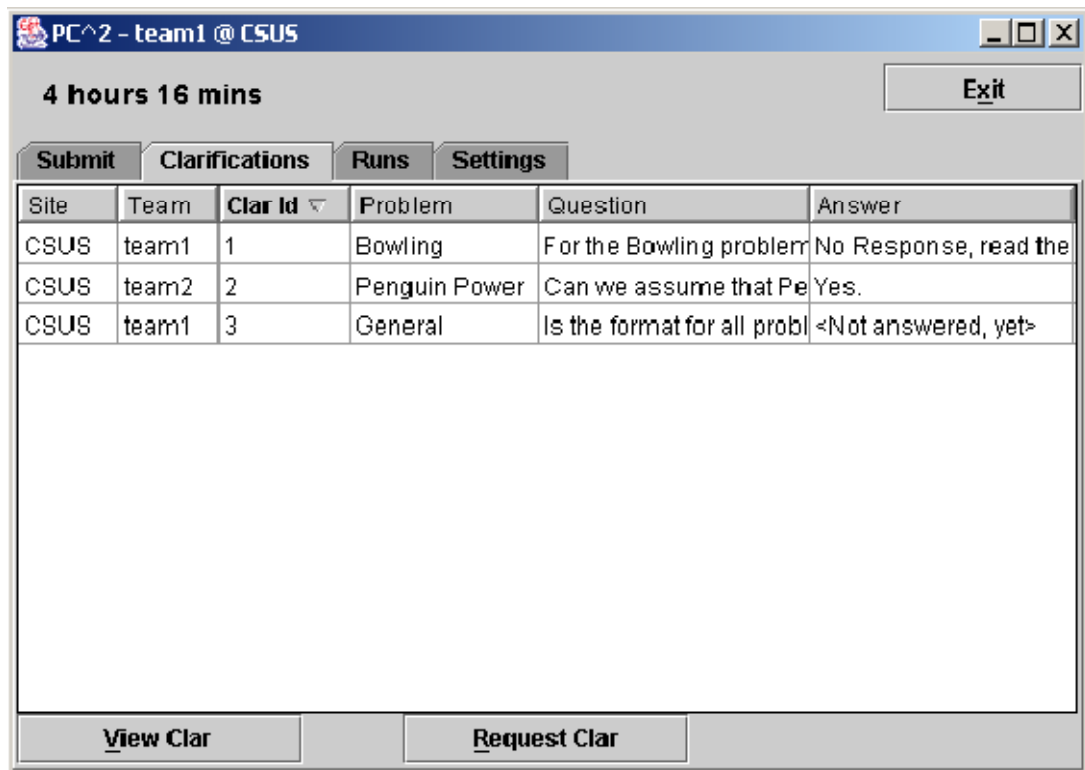 PC^2 - team1 @ CSUS
4 hours 16 mins Exit
Submit Clarifications Runs Settings
Site Team Clar Id Problem Question Answer
CSUS team1 1 Bowling For the Bowling problem No Response, read the
CSUS team2 2 Penguin Power Can we assume that Pe Yes.
CSUS team1 3 General Is the format for all probl <Not answered, yet>
View Clar Request Clar